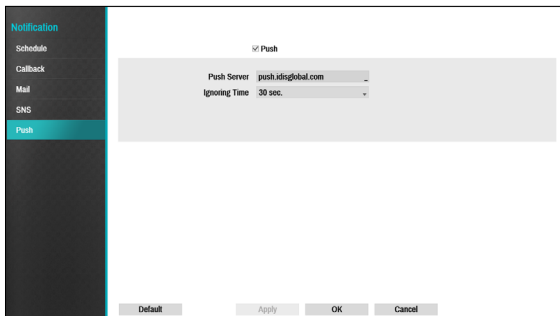 Notification
Schedule
Callback
Mail
SNS
Push
Push
Push Server push.idisglobal.com
Ignoring Time 30 sec.
Default Apply OK Cancel